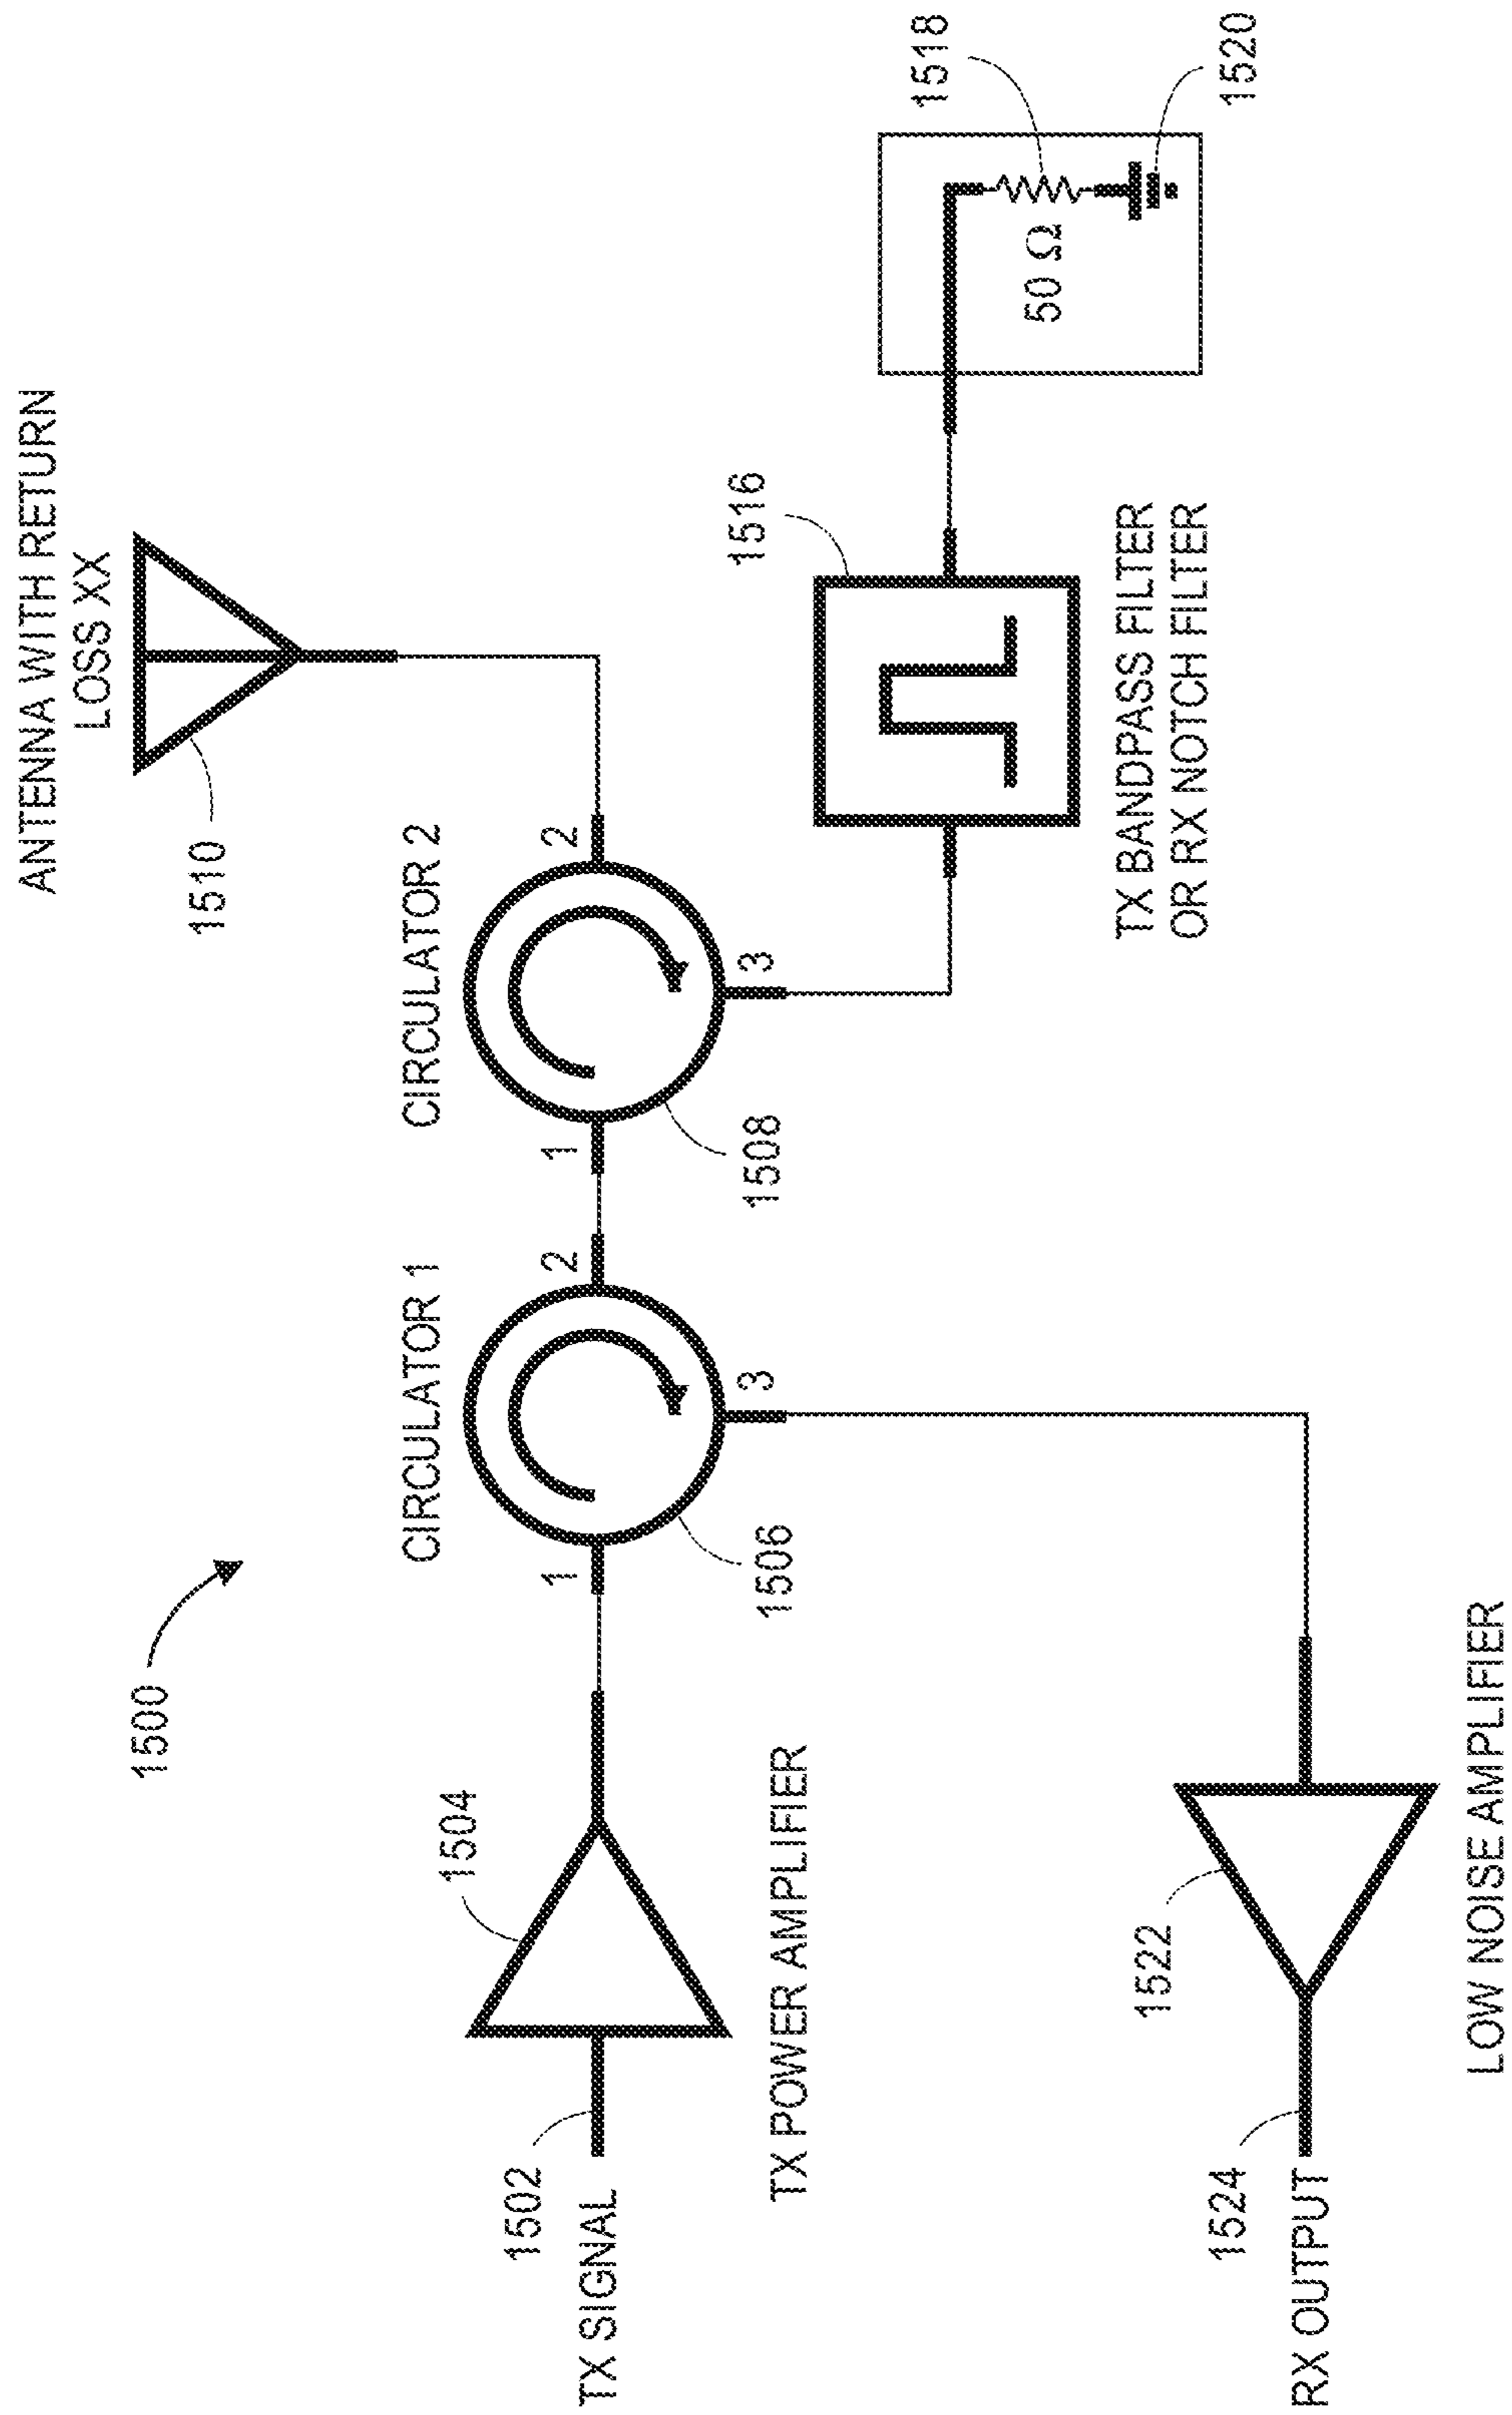 1500
ANTENNA WITH RETURN
LOSS XX
1510
CIRCULATOR 1
CIRCULATOR 2
1504
1502
TX SIGNAL
TX POWER AMPLIFIER
1
2
3
1506
1
2
3
1508
1516
TX BANDPASS FILTER
OR RX NOTCH FILTER
50 Ω
1518
1520
1522
1524
RX OUTPUT
LOW NOISE AMPLIFIER